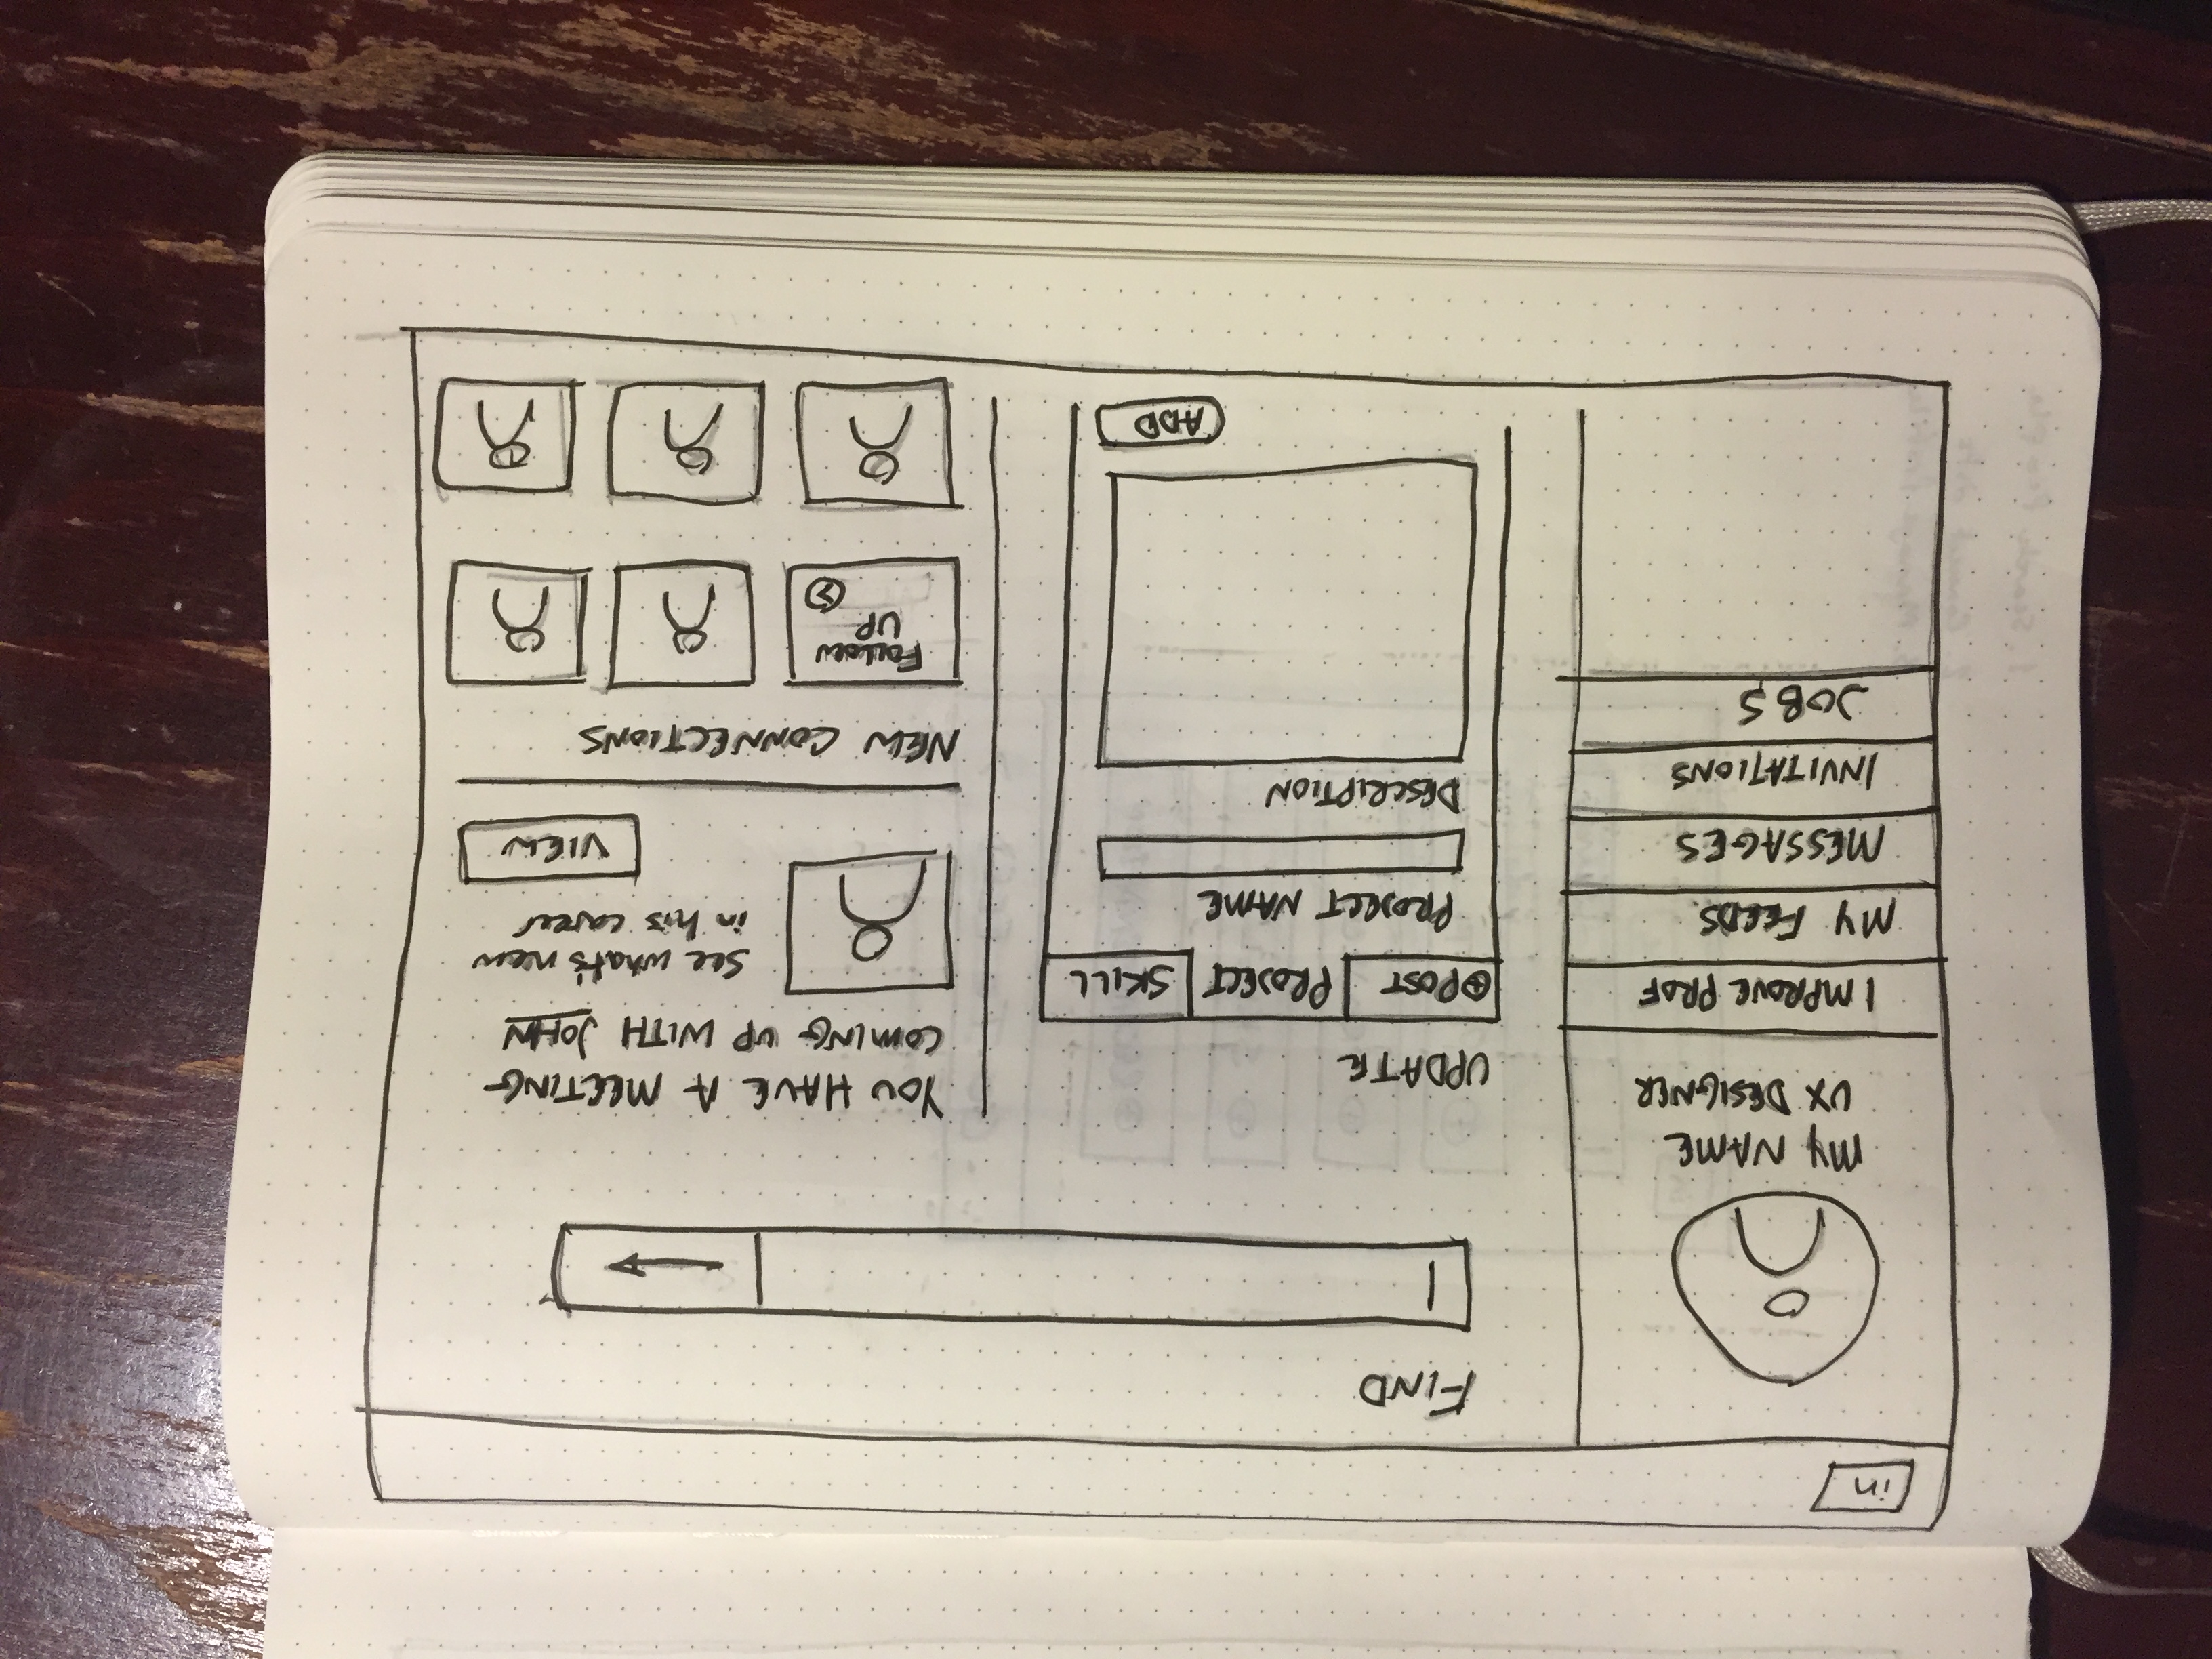 in
MY NAME
UX DESIGNER
IMPROVE PROF
MY FEEDS
MESSAGES
INVITATIONS
JOBS
FIND
UPDATE
⊕POST PROJECT SKILL
PROJECT NAME
DESCRIPTION
ADD
YOU HAVE A MEETING
COMING UP WITH JOHN
See what's new
in his career
VIEW
NEW CONNECTIONS
FOLLOW
UP